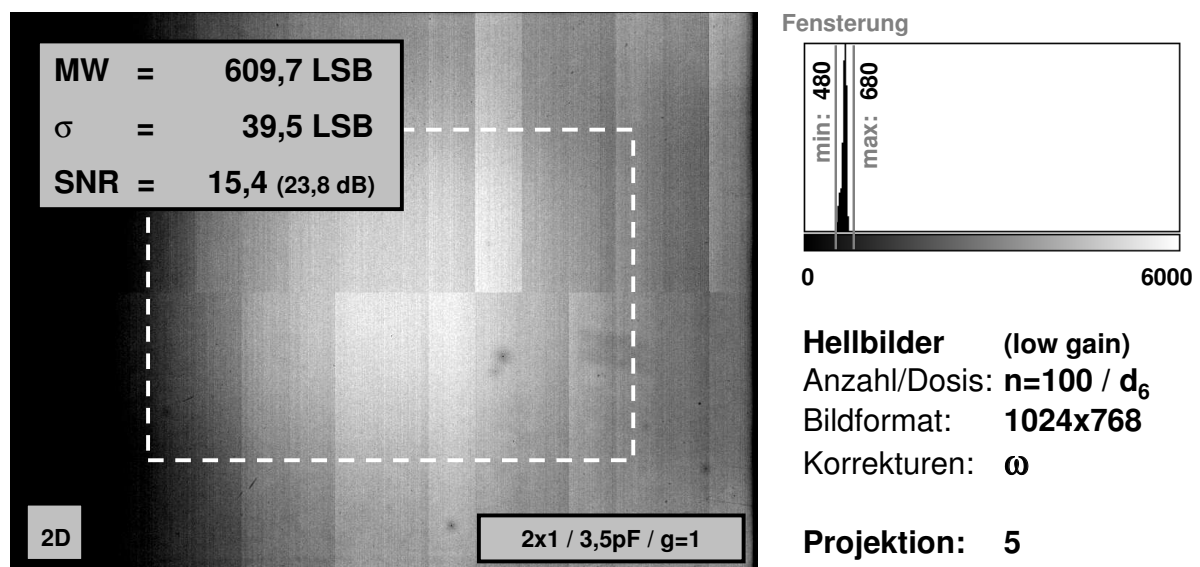 MW = 609,7 LSB
σ = 39,5 LSB
SNR = 15,4 (23,8 dB)
2D
2x1 / 3,5pF / g=1
Fensterung
min: 480
max: 680
0 6000
Hellbilder (low gain)
Anzahl/Dosis: n=100 / d6
Bildformat: 1024x768
Korrekturen: ω
Projektion: 5